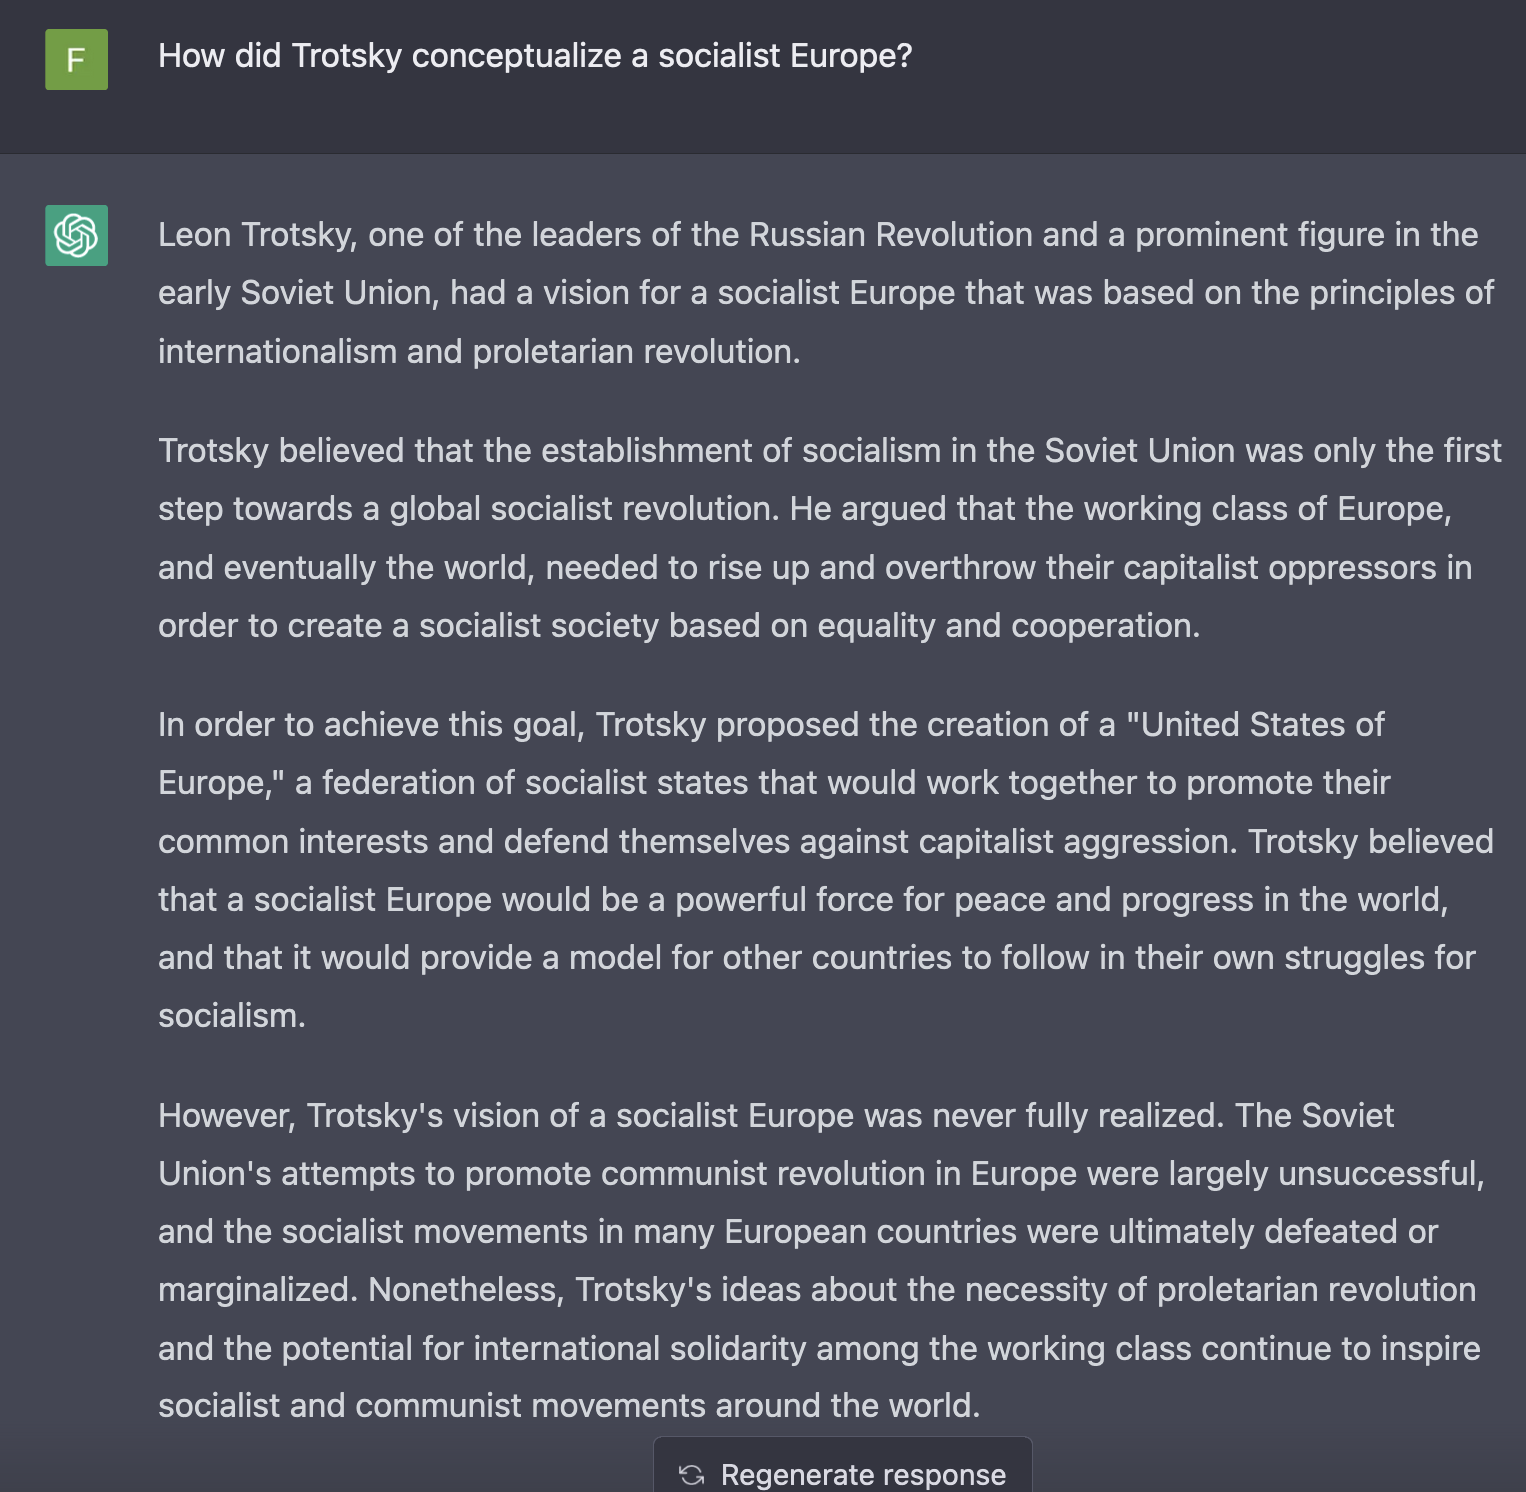 F
How did Trotsky conceptualize a socialist Europe?
Leon Trotsky, one of the leaders of the Russian Revolution and a prominent figure in the
early Soviet Union, had a vision for a socialist Europe that was based on the principles of
internationalism and proletarian revolution.
Trotsky believed that the establishment of socialism in the Soviet Union was only the first
step towards a global socialist revolution. He argued that the working class of Europe,
and eventually the world, needed to rise up and overthrow their capitalist oppressors in
order to create a socialist society based on equality and cooperation.
In order to achieve this goal, Trotsky proposed the creation of a "United States of
Europe," a federation of socialist states that would work together to promote their
common interests and defend themselves against capitalist aggression. Trotsky believed
that a socialist Europe would be a powerful force for peace and progress in the world,
and that it would provide a model for other countries to follow in their own struggles for
socialism.
However, Trotsky's vision of a socialist Europe was never fully realized. The Soviet
Union's attempts to promote communist revolution in Europe were largely unsuccessful,
and the socialist movements in many European countries were ultimately defeated or
marginalized. Nonetheless, Trotsky's ideas about the necessity of proletarian revolution
and the potential for international solidarity among the working class continue to inspire
socialist and communist movements around the world.
Regenerate response